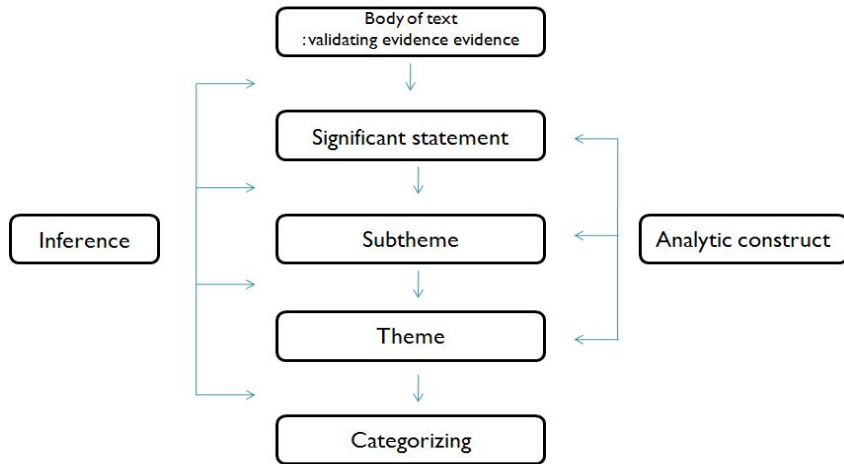 Body of text
:validating evidence evidence
Significant statement
Inference
Subtheme
Analytic construct
Theme
Categorizing